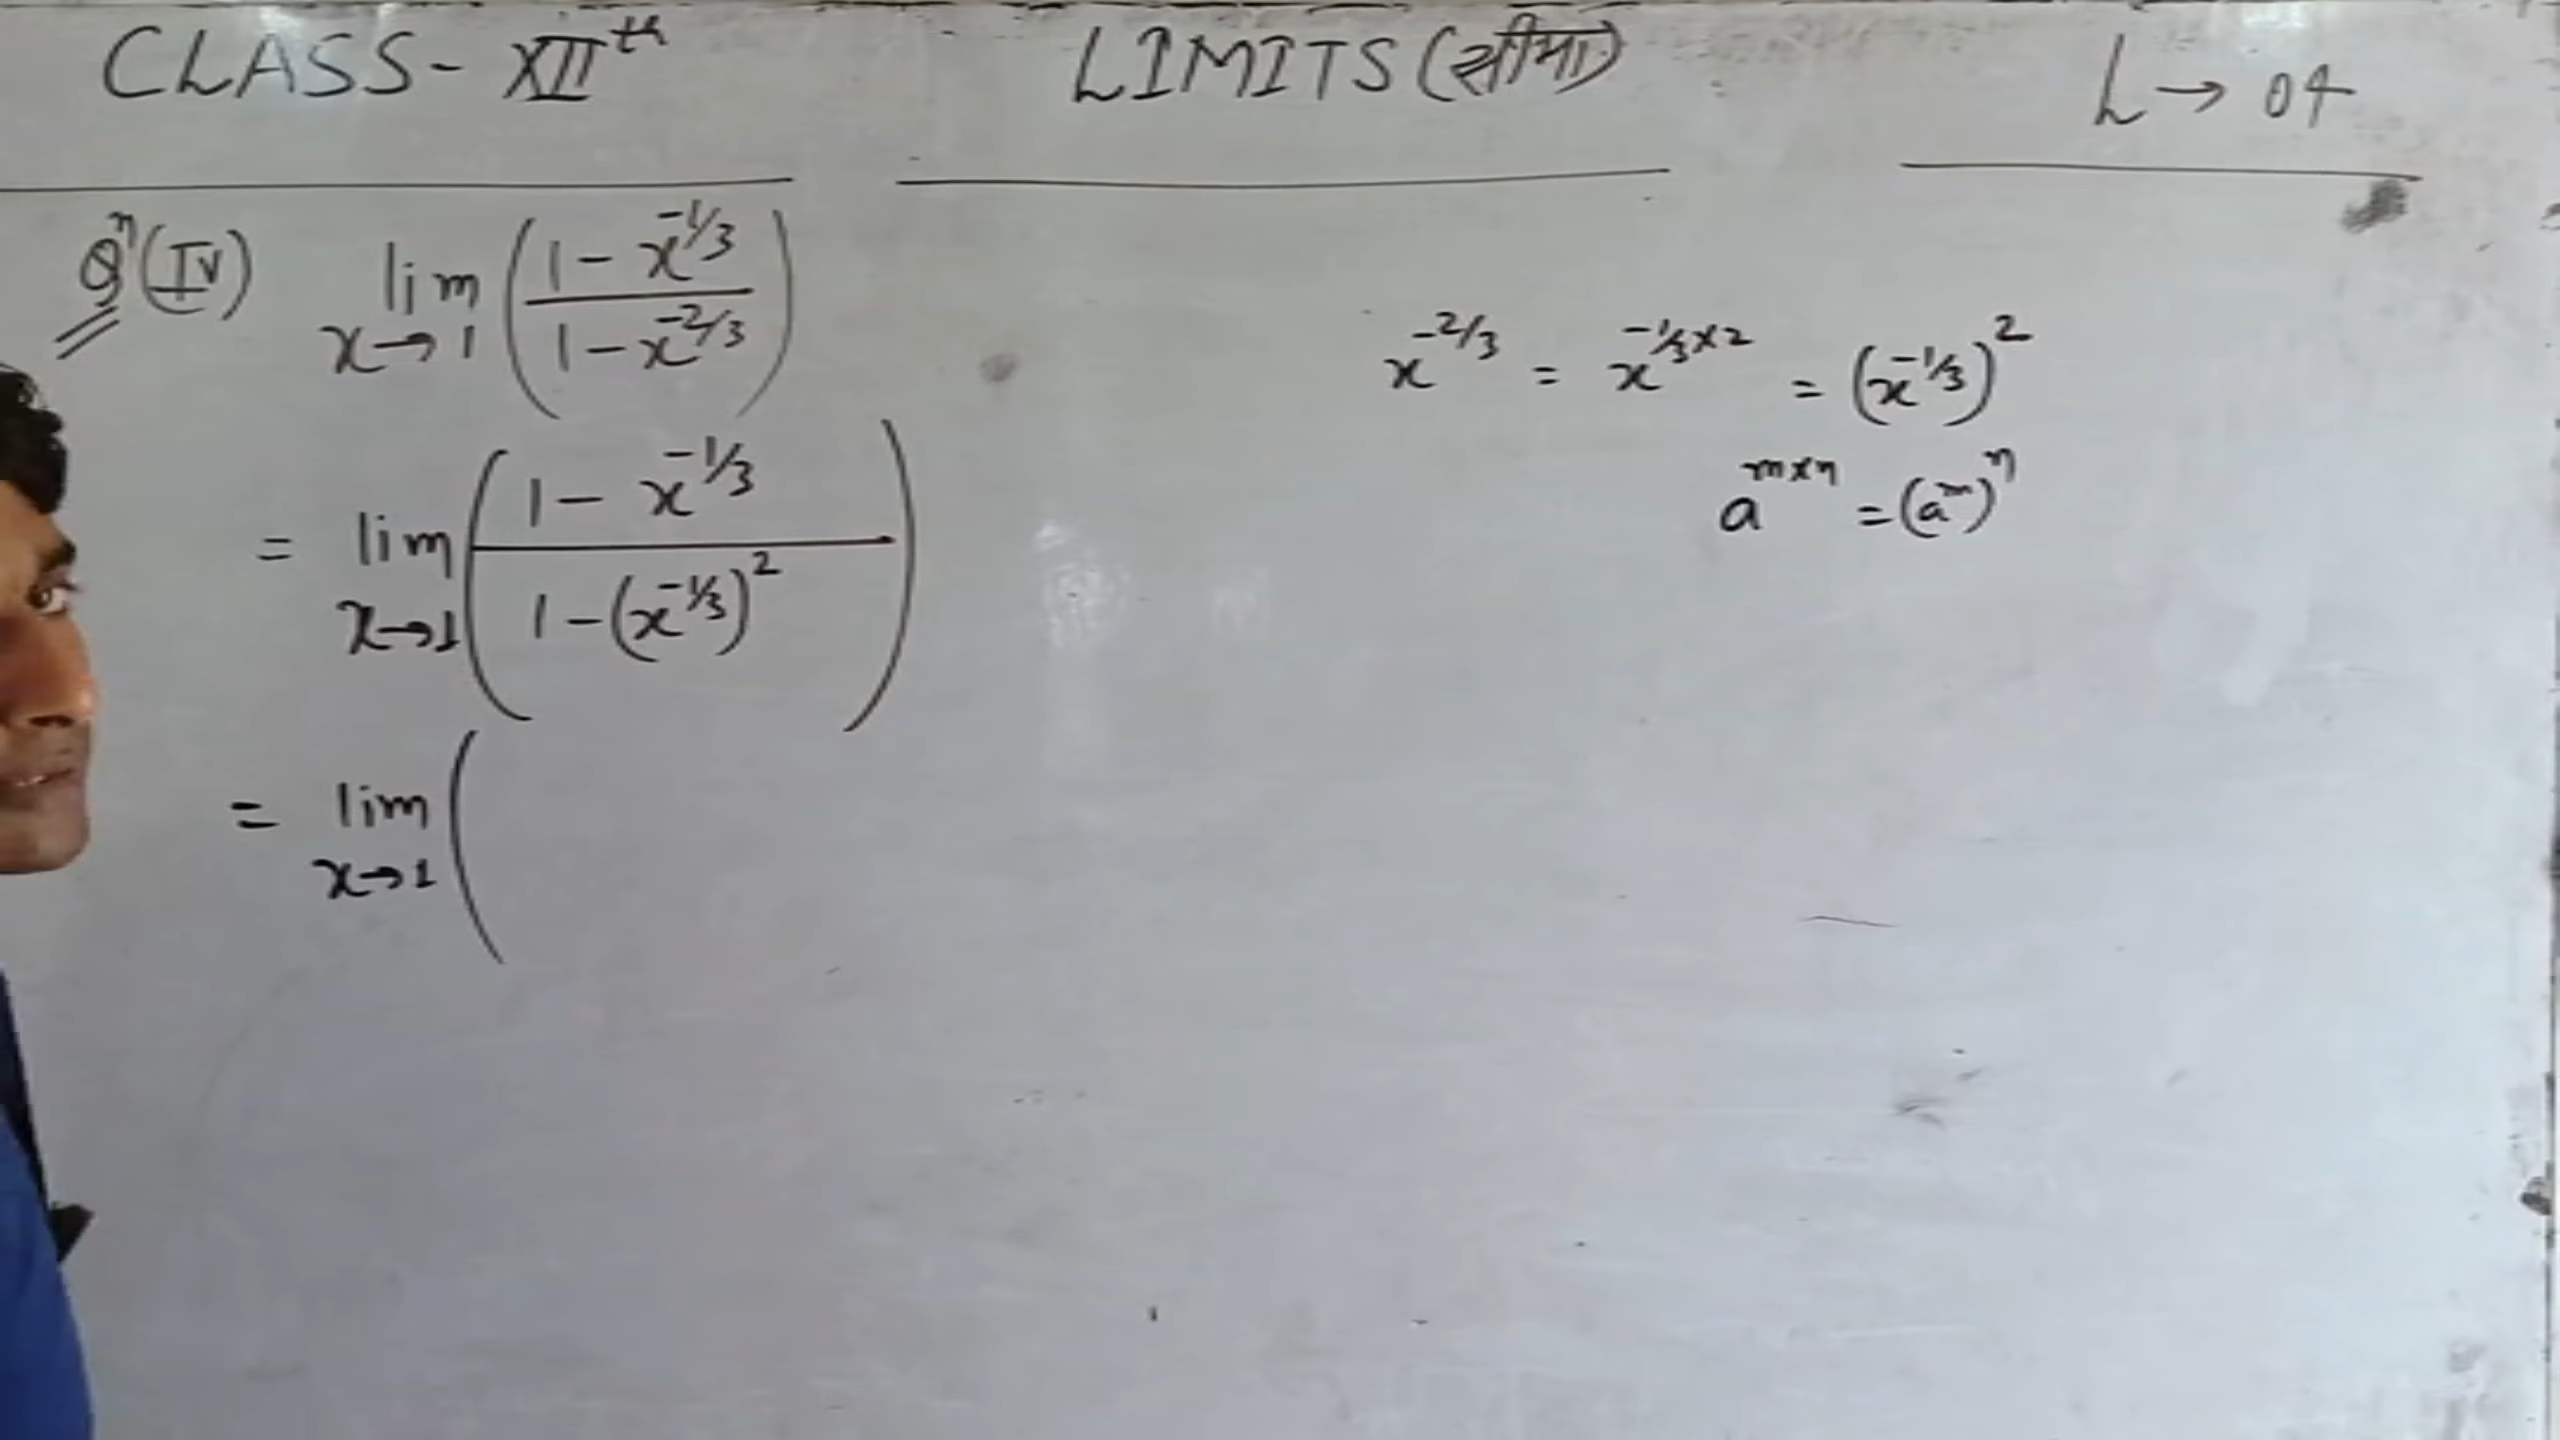 CLASS - XIIth LIMITS (सीमा) L → 04
Qⁿ (IV) lim x→1 ( (1 - x^(-1/3)) / (1 - x^(-2/3)) )
x^(-2/3) = x^(-1/3×2) = (x^(-1/3))²
= lim x→1 ( (1 - x^(-1/3)) / (1 - (x^(-1/3))²) )
a^(m×n) = (a^m)^n
= lim x→1 (